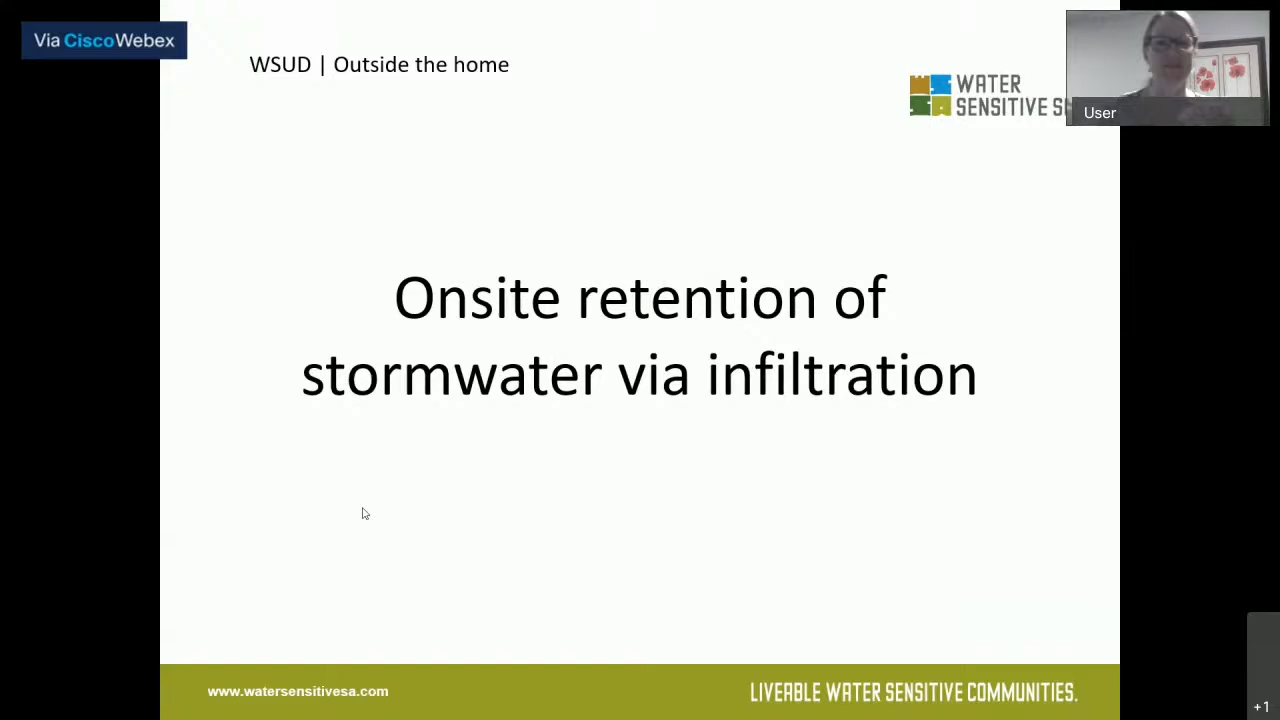 Via CiscoWebex
WSUD | Outside the home
WATER
SENSITIVE
User
Onsite retention of
stormwater via infiltration
www.watersensitivesa.com
LIVEABLE WATER SENSITIVE COMMUNITIES.
+1